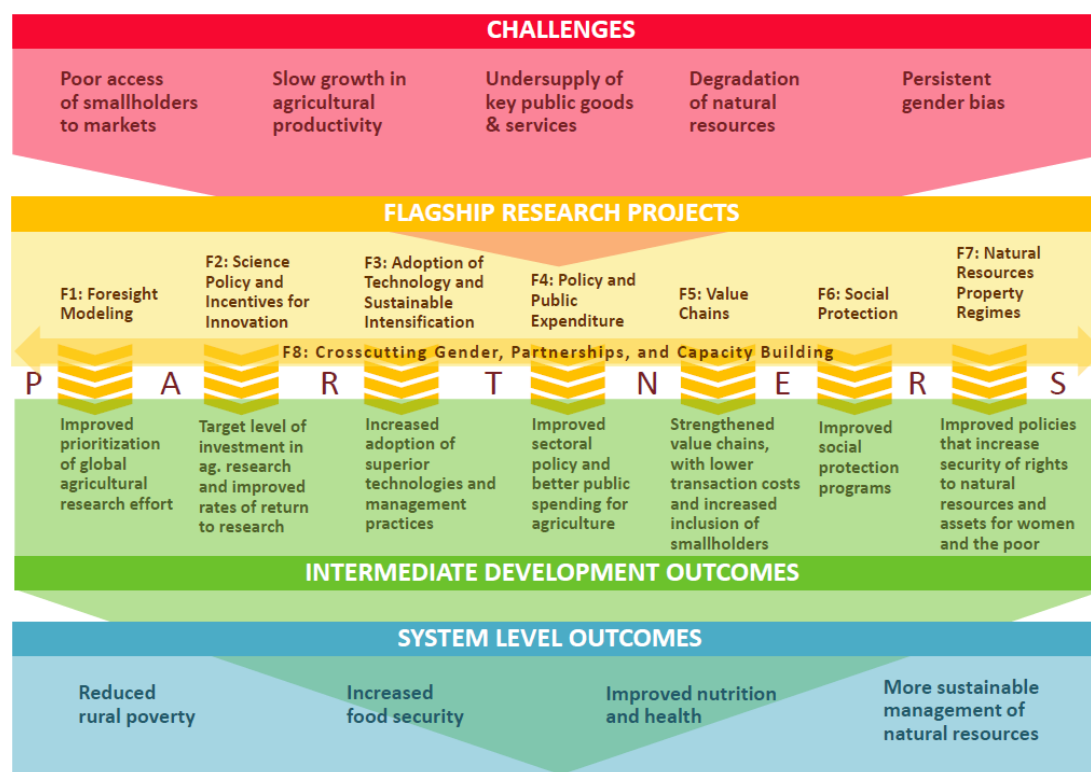 CHALLENGES
Poor access
of smallholders
to markets
Slow growth in
agricultural
productivity
Undersupply of
key public goods
& services
Degradation
of natural
resources
Persistent
gender bias
FLAGSHIP RESEARCH PROJECTS
F1: Foresight
Modeling
F2: Science
Policy and
Incentives for
Innovation
F3: Adoption of
Technology and
Sustainable
Intensification
F4: Policy and
Public
Expenditure
F5: Value
Chains
F6: Social
Protection
F7: Natural
Resources
Property
Regimes
F8: Crosscutting Gender, Partnerships, and Capacity Building
P A R T N E R S
Improved
prioritization
of global
agricultural
research effort
Target level of
investment in
ag. research
and improved
rates of return
to research
Increased
adoption of
superior
technologies and
management
practices
Improved
sectoral
policy and
better public
spending for
agriculture
Strengthened
value chains,
with lower
transaction costs
and increased
inclusion of
smallholders
Improved
social
protection
programs
Improved policies
that increase
security of rights
to natural
resources and
assets for women
and the poor
INTERMEDIATE DEVELOPMENT OUTCOMES
SYSTEM LEVEL OUTCOMES
Reduced
rural poverty
Increased
food security
Improved nutrition
and health
More sustainable
management of
natural resources